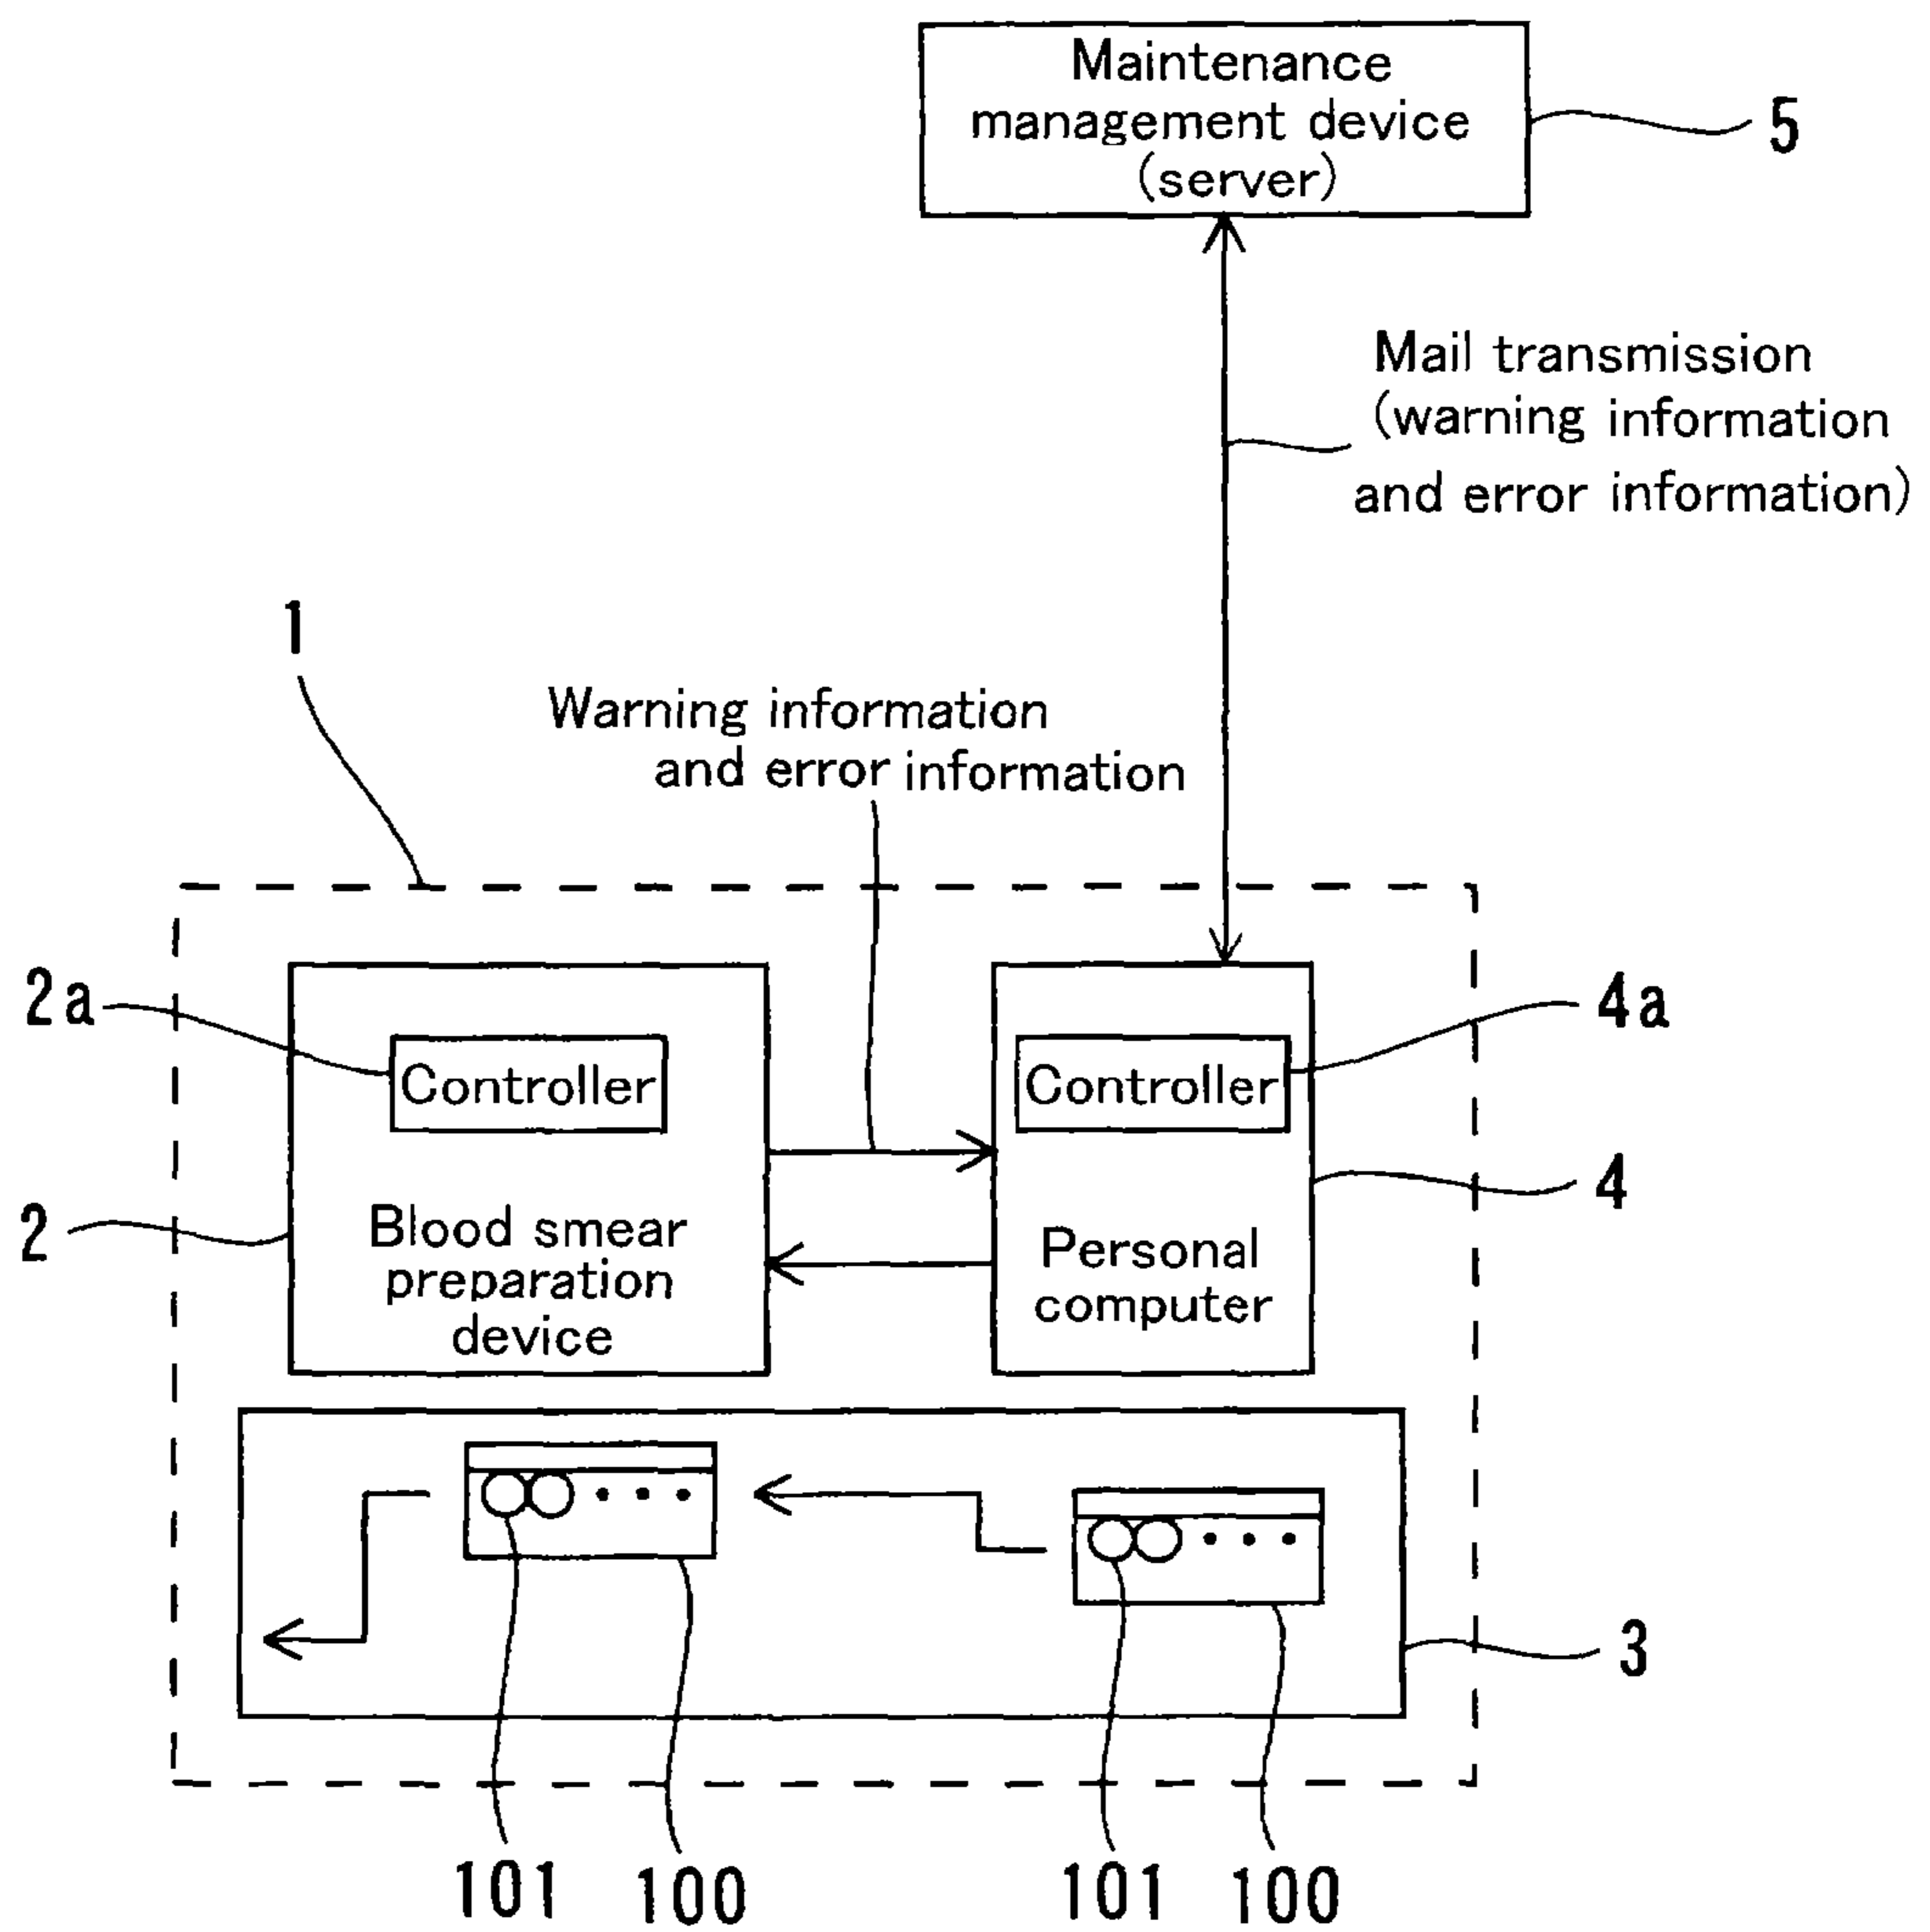 Maintenance
management device
(server)
5
Mail transmission
(warning information
and error information)
1
Warning information
and error information
2a
Controller
Controller
4a
2
Blood smear
preparation
device
Personal
computer
4
3
101
100
101
100